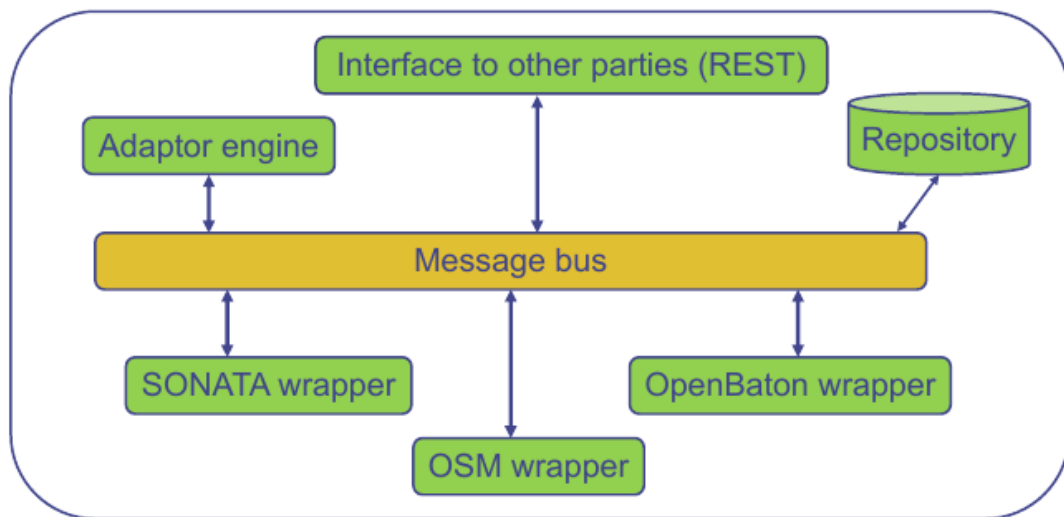 Interface to other parties (REST)
Adaptor engine
Repository
Message bus
SONATA wrapper
OpenBaton wrapper
OSM wrapper